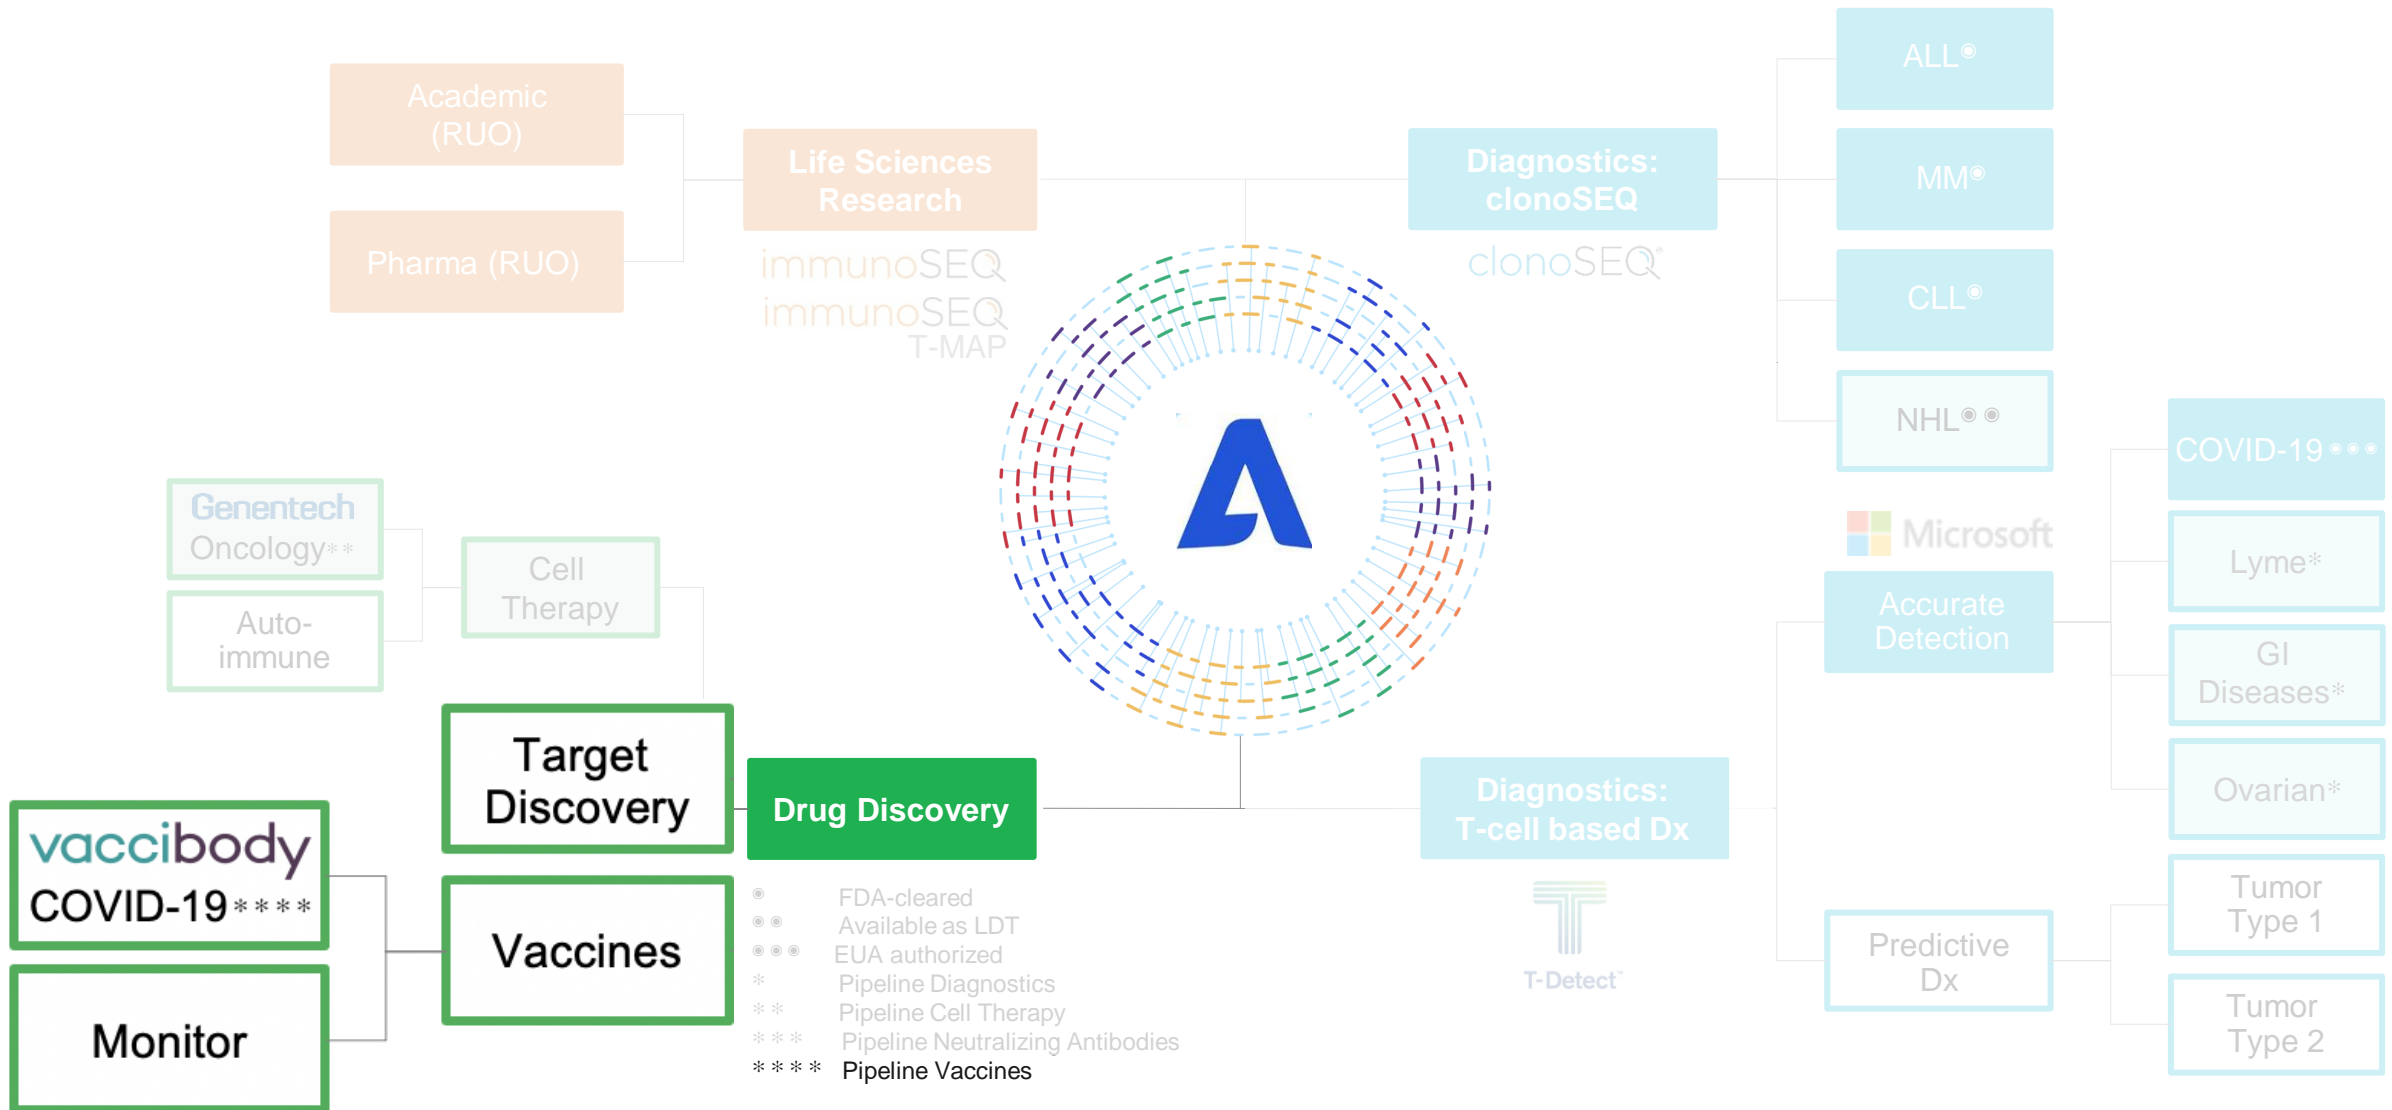 Academic
(RUO)
Pharma (RUO)
Life Sciences
Research
immunoSEQ
immunoSEQ
T-MAP
Diagnostics:
clonoSEQ
clonoSEQ®
ALL◉
MM◉
CLL◉
NHL◉◉
COVID-19◉◉◉
Microsoft
Accurate
Detection
Lyme*
GI
Diseases*
Ovarian*
Genentech
Oncology**
Auto-
immune
Cell
Therapy
Target
Discovery
Drug Discovery
vaccibody
COVID-19****
Monitor
Vaccines
◉ FDA-cleared
◉◉ Available as LDT
◉◉◉ EUA authorized
* Pipeline Diagnostics
** Pipeline Cell Therapy
*** Pipeline Neutralizing Antibodies
**** Pipeline Vaccines
Diagnostics:
T-cell based Dx
T-Detect™
Predictive
Dx
Tumor
Type 1
Tumor
Type 2